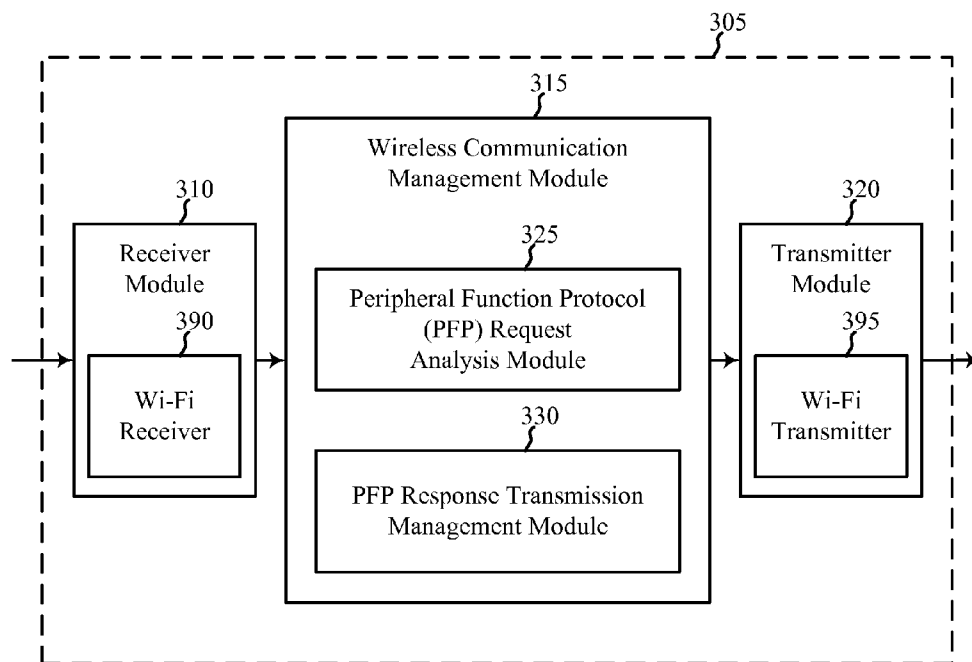 305
315
Wireless Communication
Management Module
310
Receiver
Module
320
Transmitter
Module
325
Peripheral Function Protocol
(PFP) Request
Analysis Module
390
Wi-Fi
Receiver
395
Wi-Fi
Transmitter
330
PFP Response Transmission
Management Module